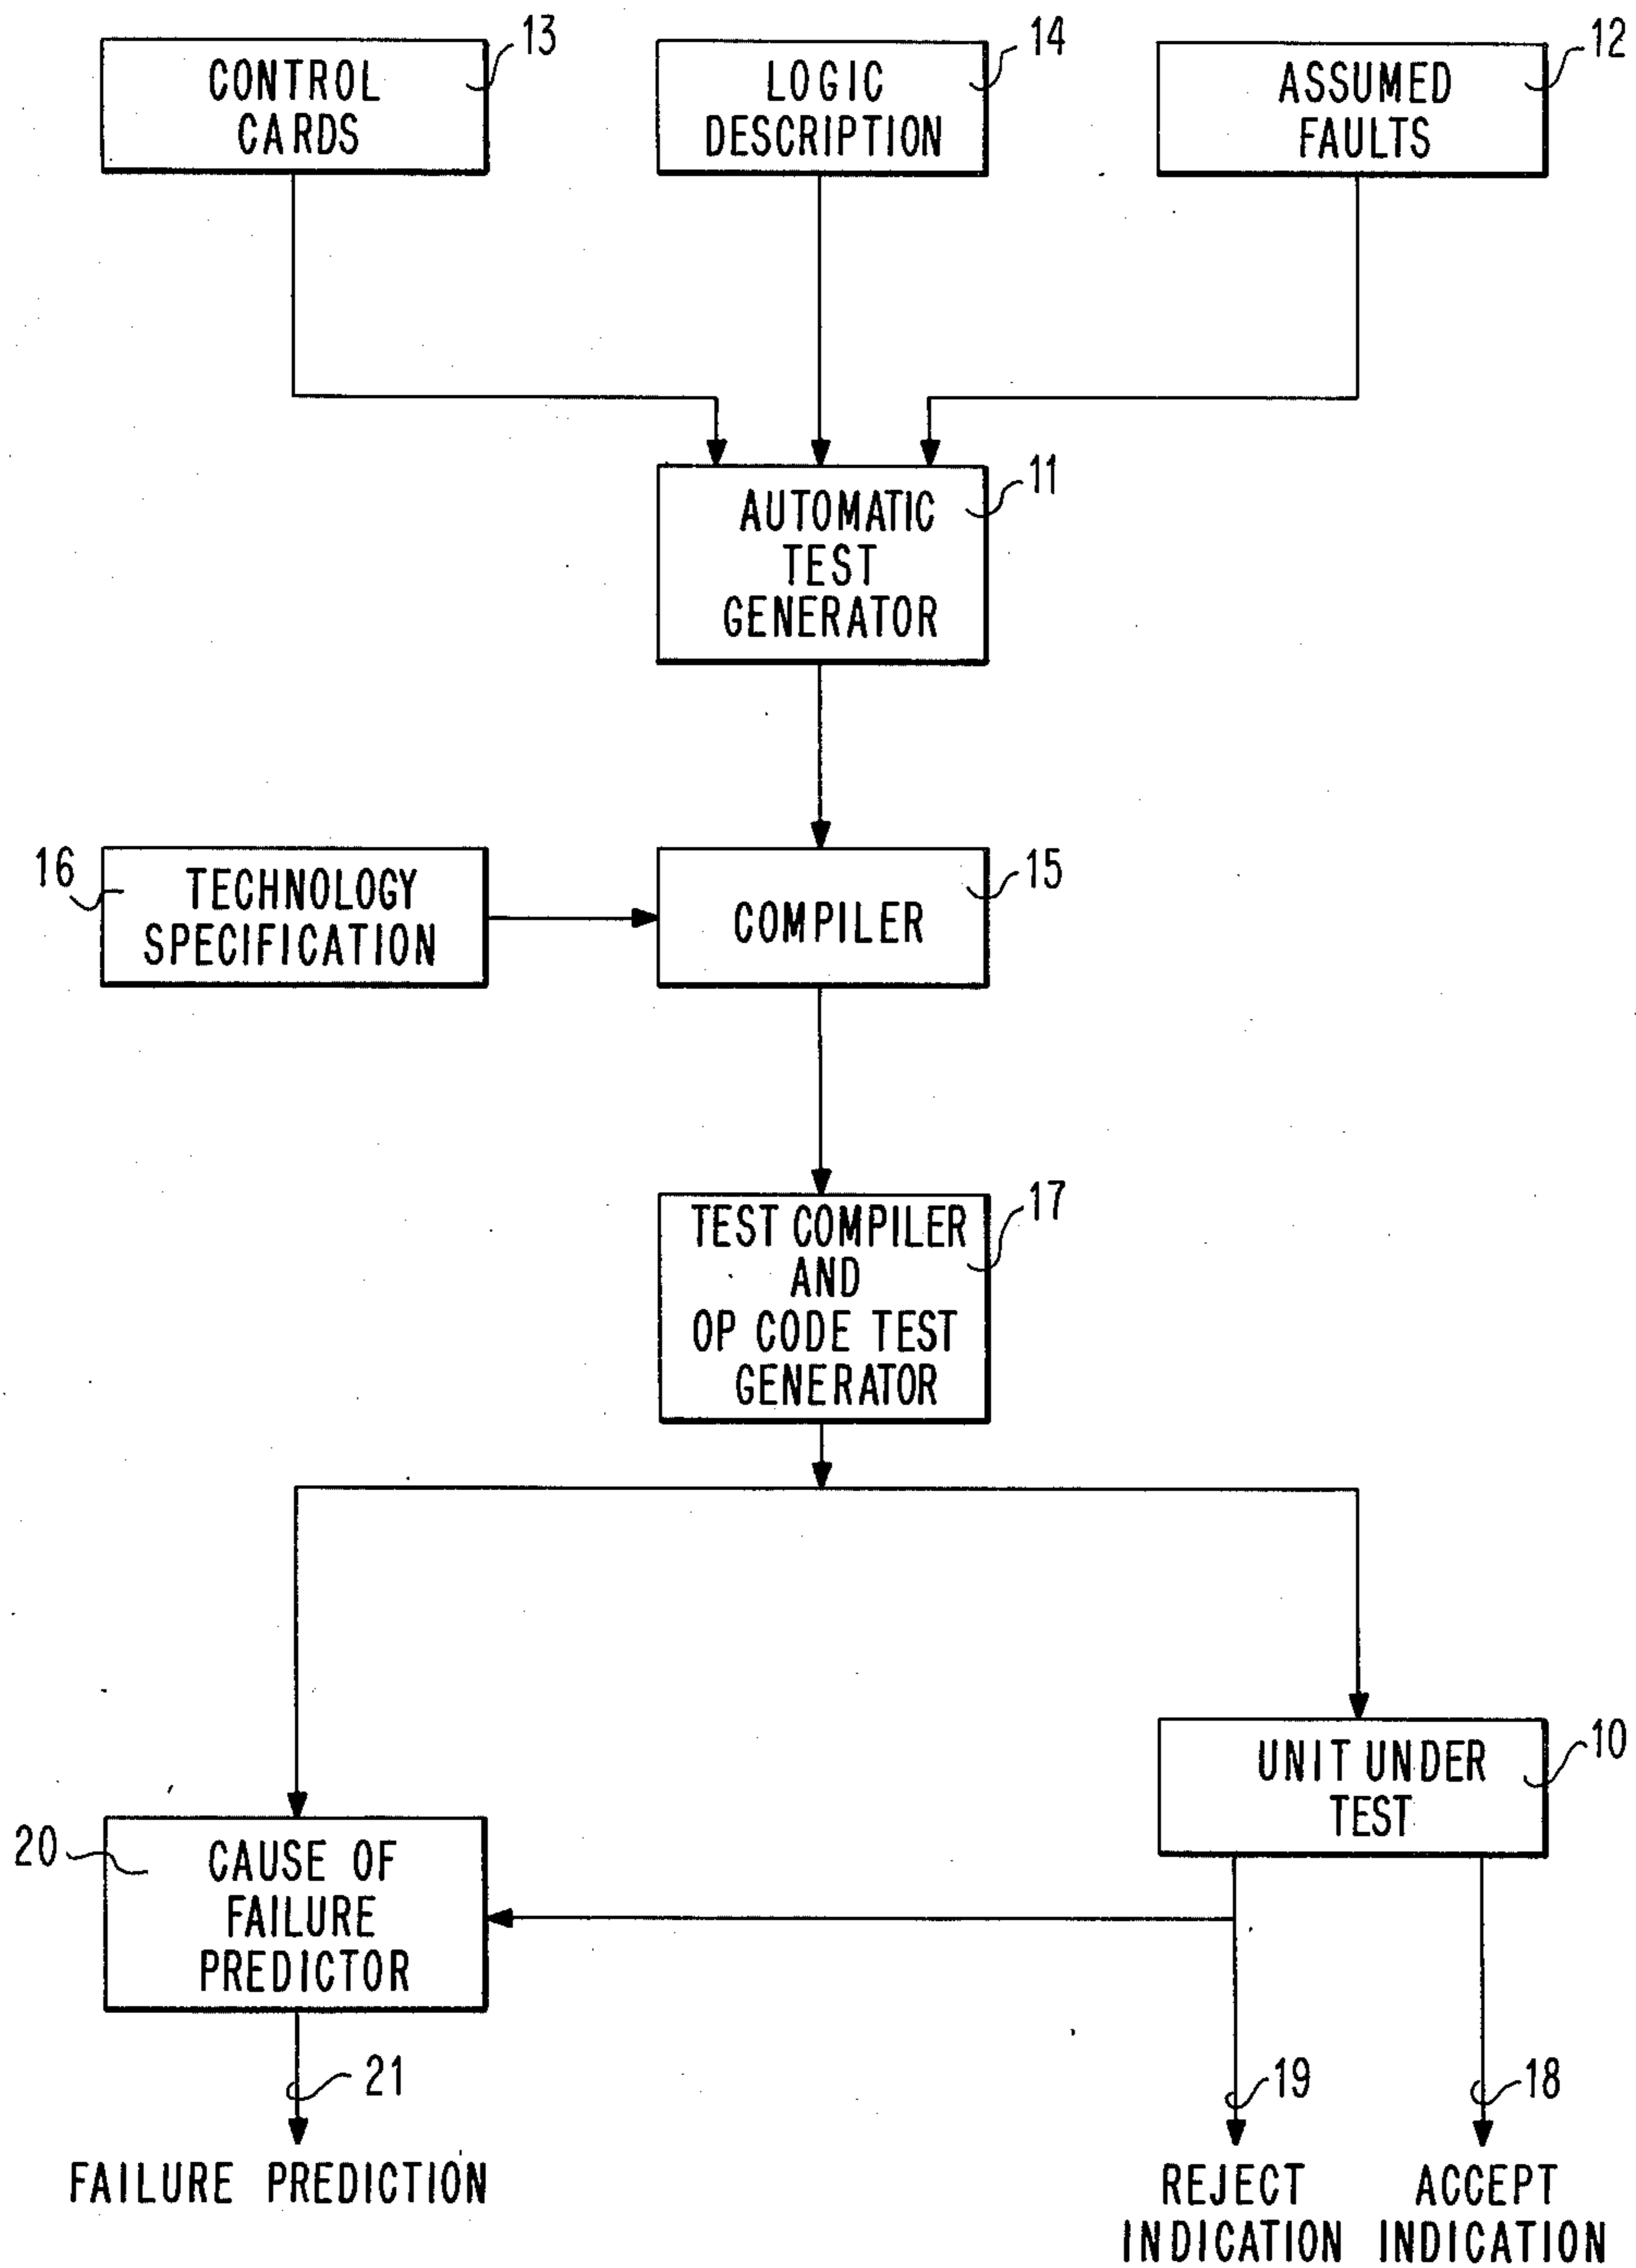 13
CONTROL
CARDS
14
LOGIC
DESCRIPTION
12
ASSUMED
FAULTS
11
AUTOMATIC
TEST
GENERATOR
16
TECHNOLOGY
SPECIFICATION
15
COMPILER
17
TEST COMPILER
AND
OP CODE TEST
GENERATOR
10
UNIT UNDER
TEST
20
CAUSE OF
FAILURE
PREDICTOR
21
19
18
FAILURE PREDICTION
REJECT
INDICATION
ACCEPT
INDICATION